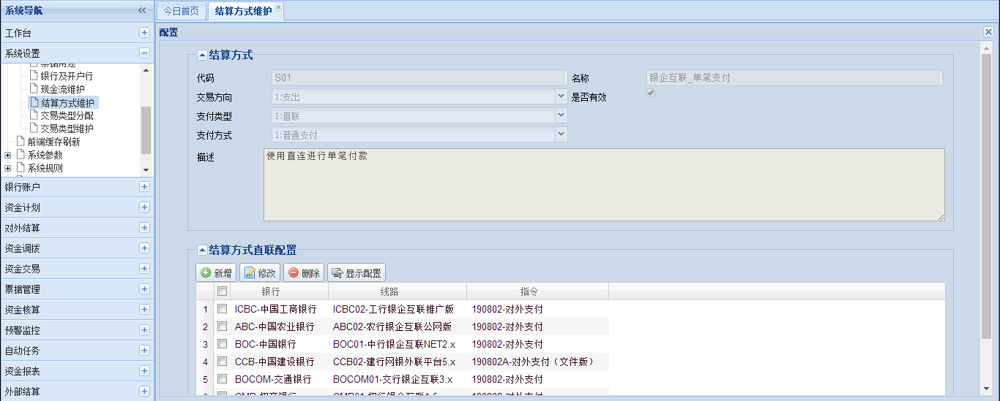 系统导航
工作台
系统设置
票据用途
银行及开户行
现金流维护
结算方式维护
交易类型分配
交易类型维护
前端缓存刷新
系统参数
系统规则
银行账户
资金计划
对外结算
资金调拨
资金交易
票据管理
资金核算
预警监控
自动任务
资金报表
外部结算
今日首页 结算方式维护
配置
结算方式
代码 S01 名称 银企互联_单笔支付
交易方向 1:支出 是否有效
支付类型 1:直联
支付方式 1:普通支付
描述 使用直连进行单笔付款
结算方式直联配置
新增 修改 删除 显示配置
银行 线路 指令
1 ICBC-中国工商银行 ICBC02-工行银企互联推广版 190802-对外支付
2 ABC-中国农业银行 ABC02-农行银企互联公网版 190802-对外支付
3 BOC-中国银行 BOC01-中行银企互联NET2.x 190802-对外支付
4 CCB-中国建设银行 CCB02-建行网银外联平台5.x 190802A-对外支付（文件版）
5 BOCOM-交通银行 BOCOM01-交行银企互联3.x 190802-对外支付